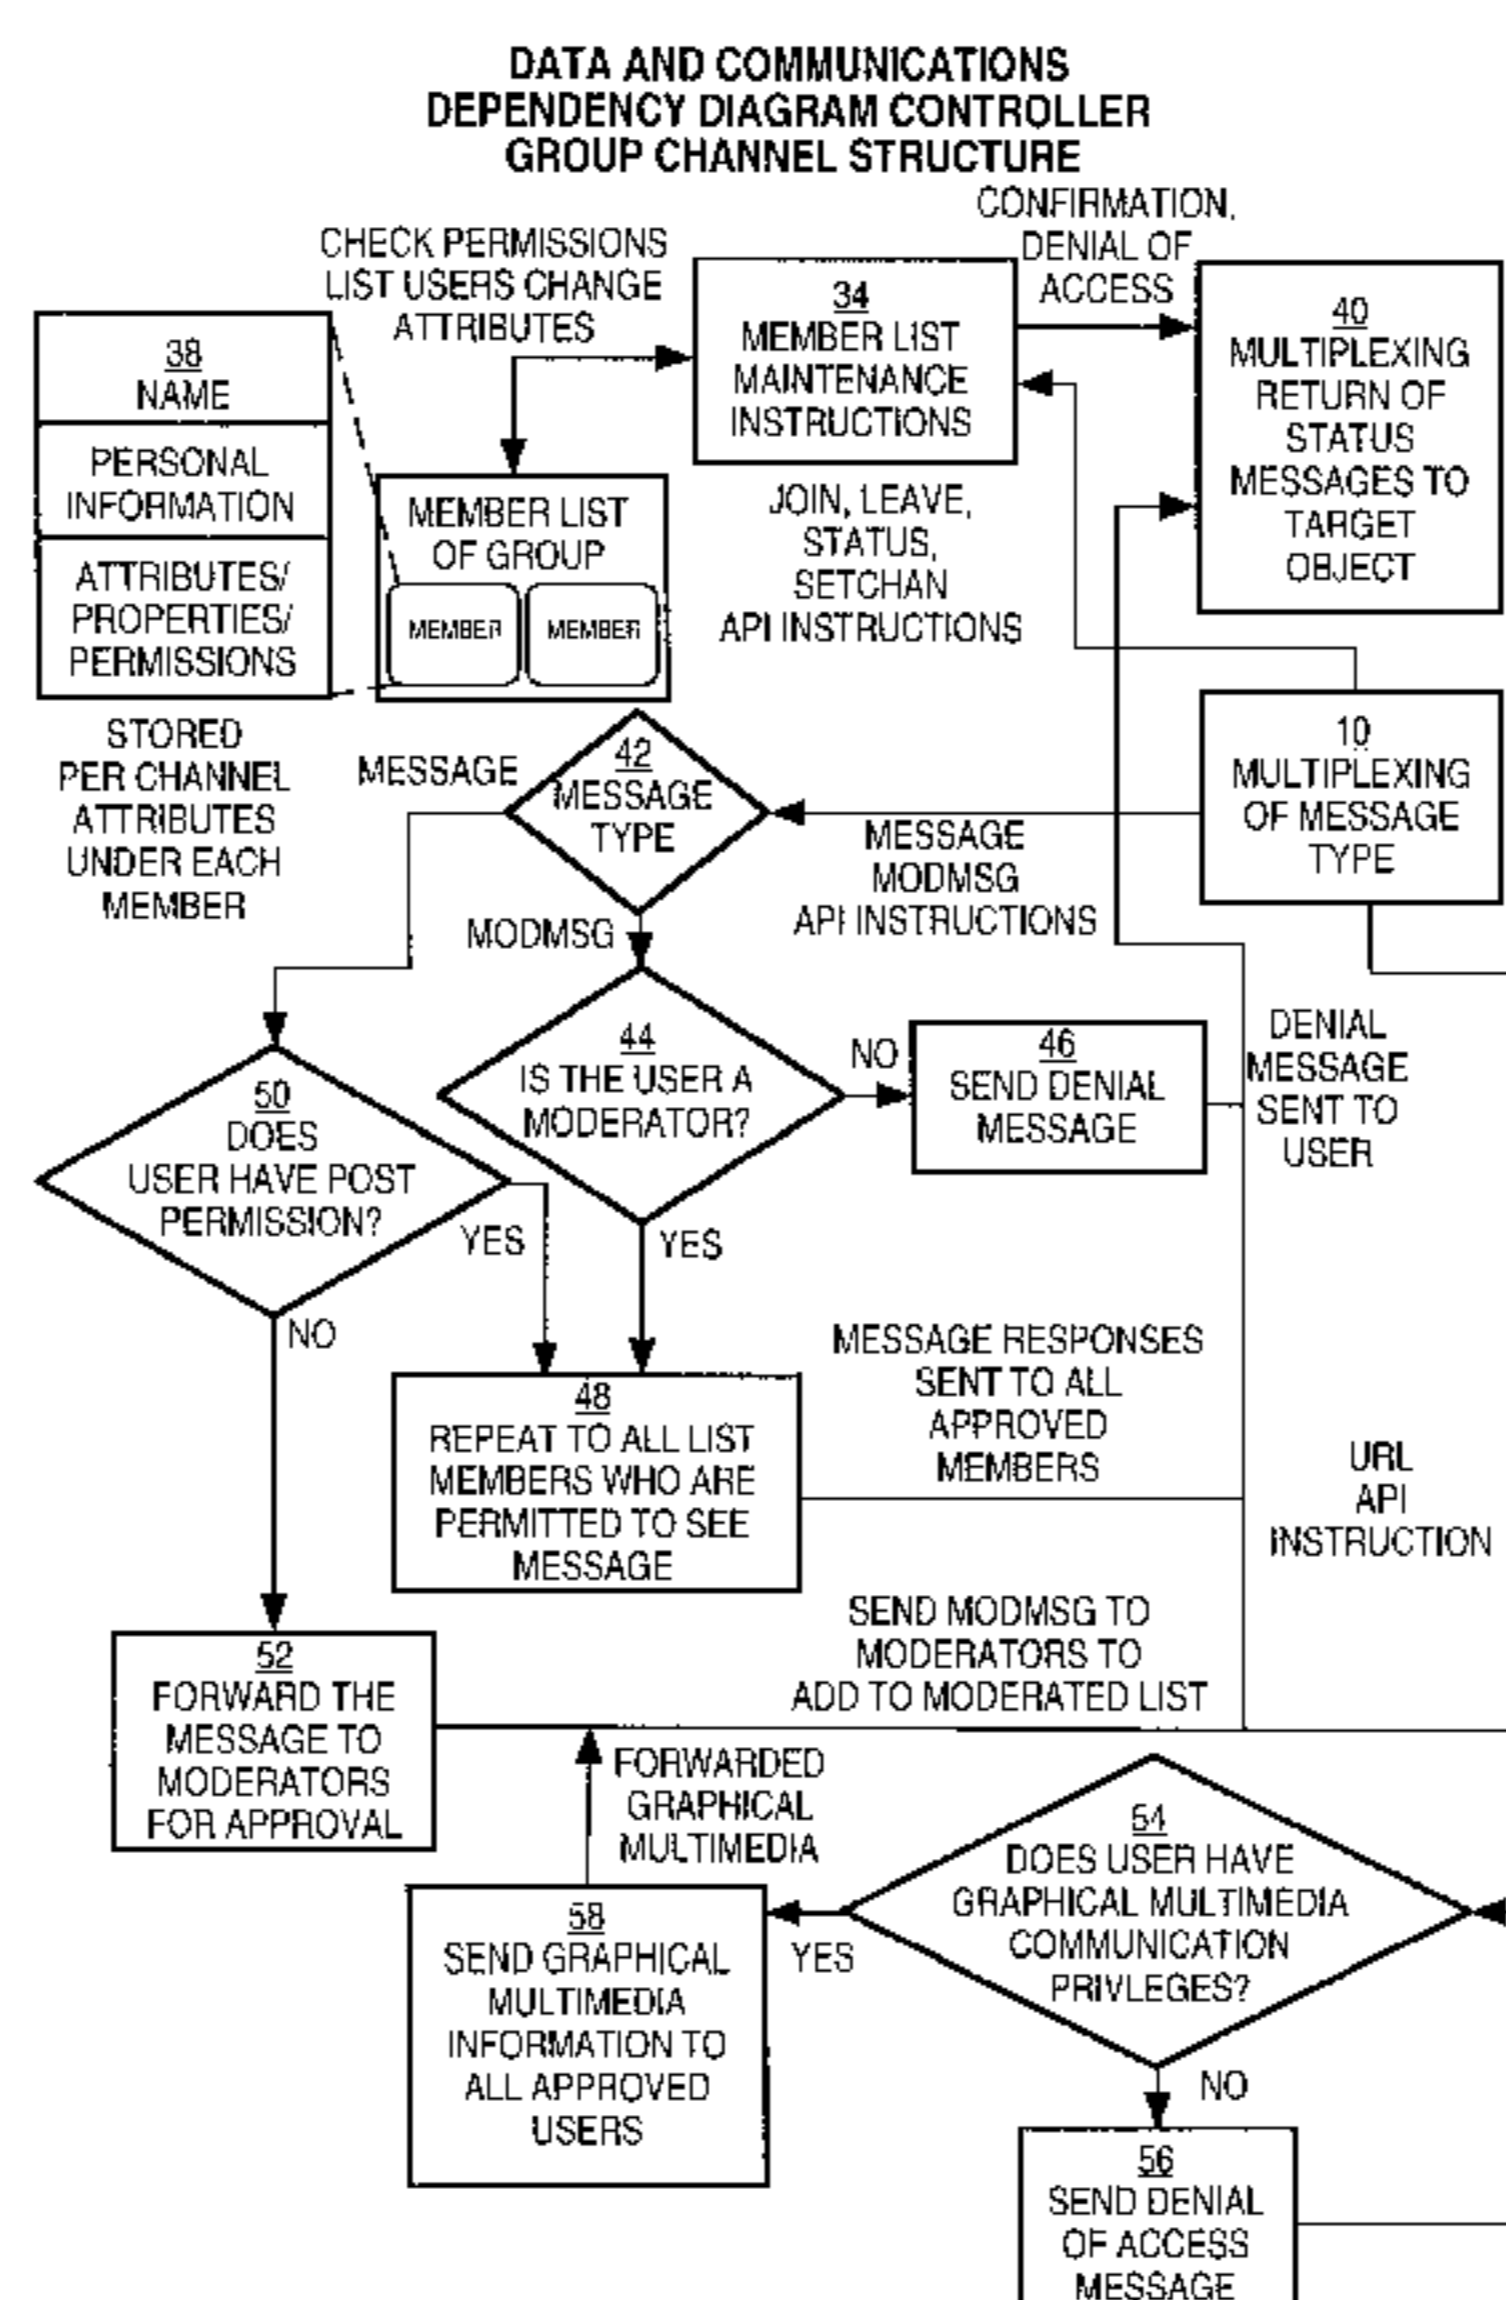 DATA AND COMMUNICATIONS
DEPENDENCY DIAGRAM CONTROLLER
GROUP CHANNEL STRUCTURE
CONFIRMATION,
DENIAL OF
ACCESS
CHECK PERMISSIONS
LIST USERS CHANGE
ATTRIBUTES
34
MEMBER LIST
MAINTENANCE
INSTRUCTIONS
40
MULTIPLEXING
RETURN OF
STATUS
MESSAGES TO
TARGET
OBJECT
38
NAME
PERSONAL
INFORMATION
ATTRIBUTES/
PROPERTIES/
PERMISSIONS
MEMBER LIST
OF GROUP
MEMBER
MEMBER
JOIN, LEAVE,
STATUS,
SETCHAN
API INSTRUCTIONS
STORED
PER CHANNEL
ATTRIBUTES
UNDER EACH
MEMBER
MESSAGE
42
MESSAGE
TYPE
10
MULTIPLEXING
OF MESSAGE
TYPE
MESSAGE
MODMSG
API INSTRUCTIONS
MODMSG
44
IS THE USER A
MODERATOR?
NO
46
SEND DENIAL
MESSAGE
DENIAL
MESSAGE
SENT TO
USER
50
DOES
USER HAVE POST
PERMISSION?
YES
YES
NO
48
REPEAT TO ALL LIST
MEMBERS WHO ARE
PERMITTED TO SEE
MESSAGE
MESSAGE RESPONSES
SENT TO ALL
APPROVED
MEMBERS
URL
API
INSTRUCTION
52
FORWARD THE
MESSAGE TO
MODERATORS
FOR APPROVAL
SEND MODMSG TO
MODERATORS TO
ADD TO MODERATED LIST
FORWARDED
GRAPHICAL
MULTIMEDIA
54
DOES USER HAVE
GRAPHICAL MULTIMEDIA
COMMUNICATION
PRIVLEGES?
YES
58
SEND GRAPHICAL
MULTIMEDIA
INFORMATION TO
ALL APPROVED
USERS
NO
56
SEND DENIAL
OF ACCESS
MESSAGE